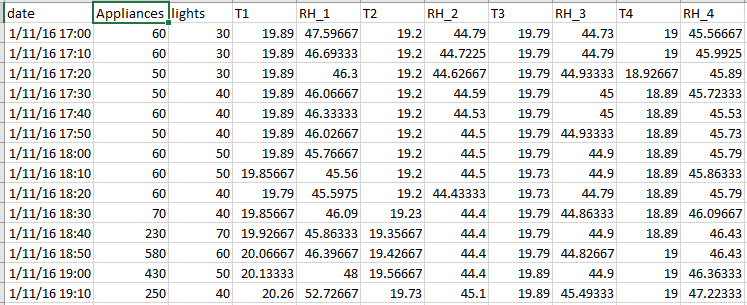 date Appliances lights T1 RH_1 T2 RH_2 T3 RH_3 T4 RH_4
1/11/16 17:00 60 30 19.89 47.59667 19.2 44.79 19.79 44.73 19 45.56667
1/11/16 17:10 60 30 19.89 46.69333 19.2 44.7225 19.79 44.79 19 45.9925
1/11/16 17:20 50 30 19.89 46.3 19.2 44.62667 19.79 44.93333 18.92667 45.89
1/11/16 17:30 50 40 19.89 46.06667 19.2 44.59 19.79 45 18.89 45.72333
1/11/16 17:40 60 40 19.89 46.33333 19.2 44.53 19.79 45 18.89 45.53
1/11/16 17:50 50 40 19.89 46.02667 19.2 44.5 19.79 44.93333 18.89 45.73
1/11/16 18:00 60 50 19.89 45.76667 19.2 44.5 19.79 44.9 18.89 45.79
1/11/16 18:10 60 50 19.85667 45.56 19.2 44.5 19.73 44.9 18.89 45.86333
1/11/16 18:20 60 40 19.79 45.5975 19.2 44.43333 19.73 44.79 18.89 45.79
1/11/16 18:30 70 40 19.85667 46.09 19.23 44.4 19.79 44.86333 18.89 46.09667
1/11/16 18:40 230 70 19.92667 45.86333 19.35667 44.4 19.79 44.9 18.89 46.43
1/11/16 18:50 580 60 20.06667 46.39667 19.42667 44.4 19.79 44.82667 19 46.43
1/11/16 19:00 430 50 20.13333 48 19.56667 44.4 19.89 44.9 19 46.36333
1/11/16 19:10 250 40 20.26 52.72667 19.73 45.1 19.89 45.49333 19 47.22333